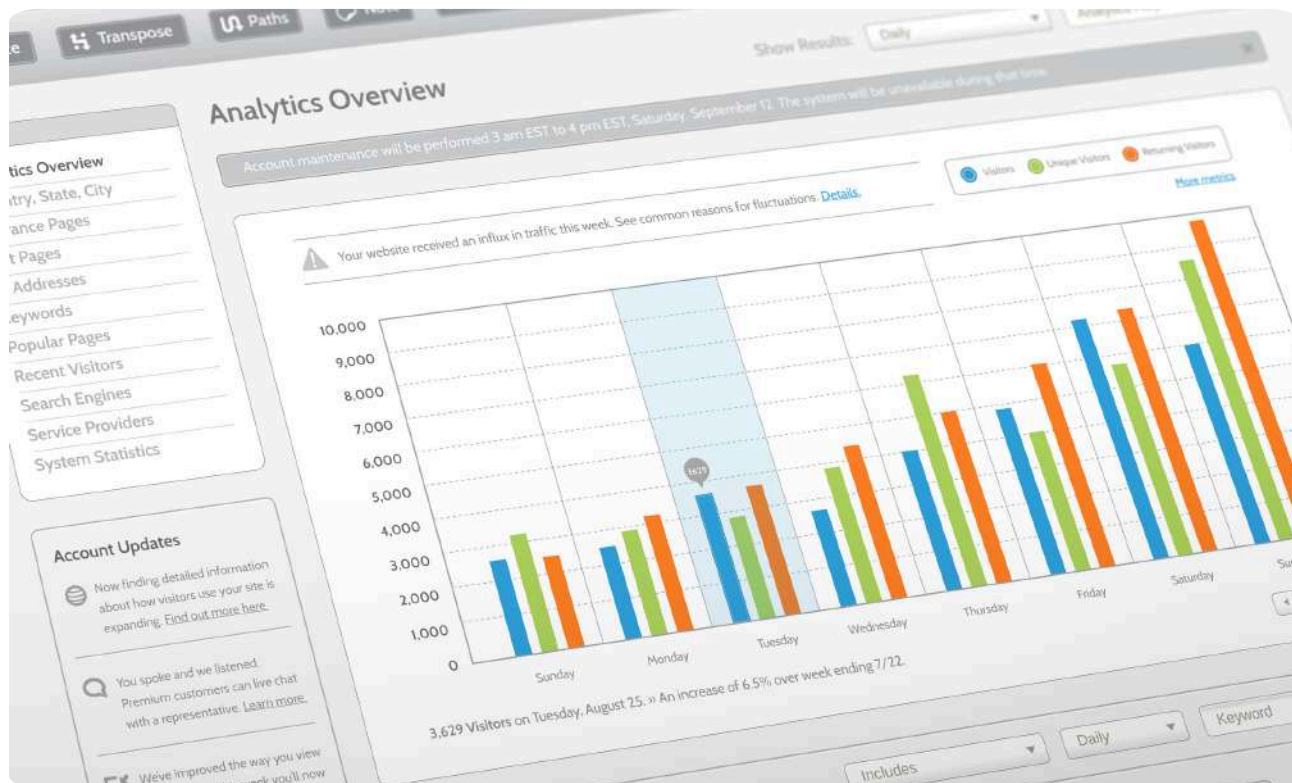 Transpose
Paths
Analytics Overview
Show Results:
Daily
Account maintenance will be performed 3 am EST to 4 pm EST, Saturday, September 12. The system will be unavailable during that time.
Analytics Overview
State, City
Pages
Pages
Addresses
Keywords
Popular Pages
Recent Visitors
Search Engines
Service Providers
System Statistics
Visitors
Unique Visitors
Returning Visitors
Your website received an influx in traffic this week. See common reasons for fluctuations. Details.
More metrics
10,000
9,000
8,000
7,000
6,000
5,000
4,000
3,000
2,000
1,000
0
3629
Sunday
Monday
Tuesday
Wednesday
Thursday
Friday
Saturday
3,629 Visitors on Tuesday, August 25. » An increase of 6.5% over week ending 7/22.
Account Updates
Now finding detailed information
about how visitors use your site is
expanding. Find out more here.
You spoke and we listened.
Premium customers can live chat
with a representative. Learn more.
We've improved the way you view
you'll now
Includes
Daily
Keyword